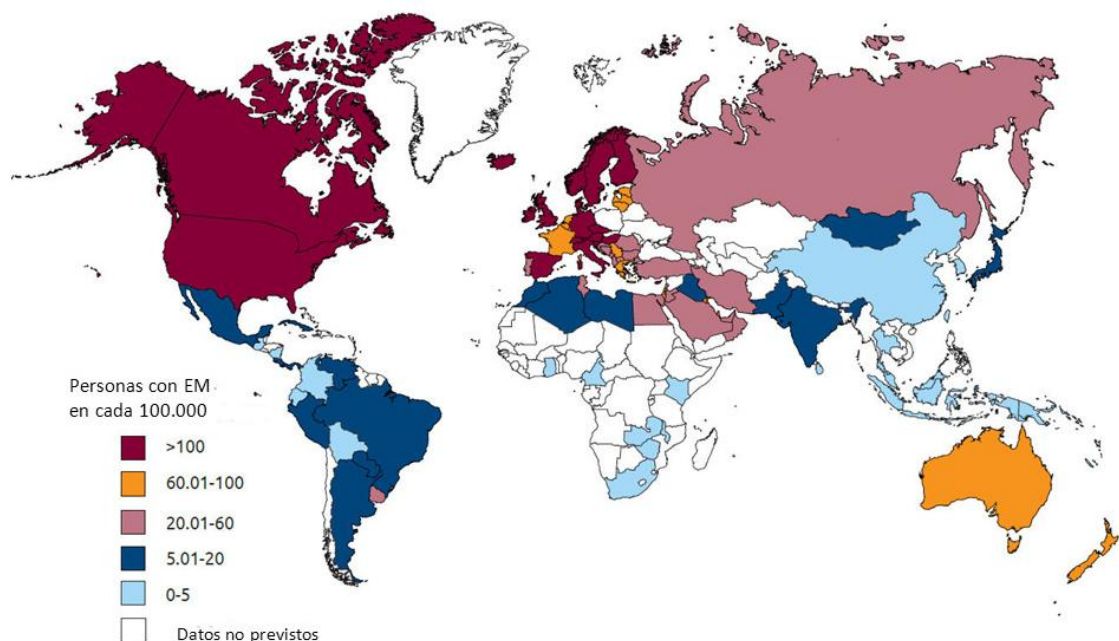 Personas con EM
en cada 100.000
>100
60.01-100
20.01-60
5.01-20
0-5
Datos no previstos